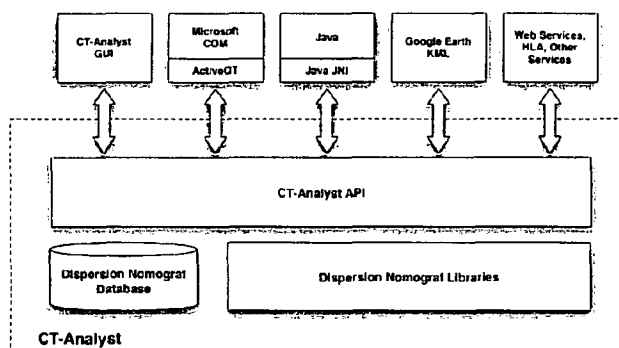 CT-Analyst
GUI
Microsoft
COM
ActiveQT
Java
Java JNI
Google Earth
KML
Web Services,
HLA, Other
Services
CT-Analyst API
Dispersion Nomograf
Database
Dispersion Nomograf Libraries
CT-Analyst